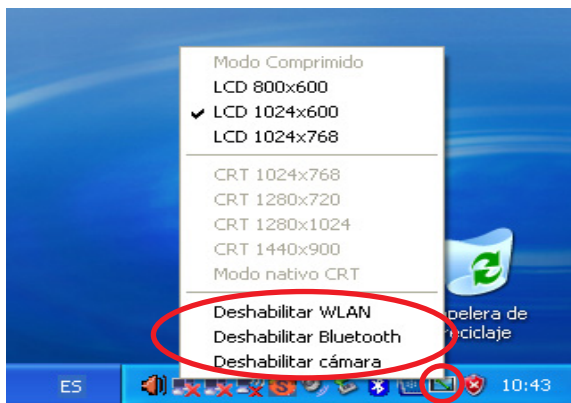 Modo Comprimido
LCD 800x600
LCD 1024x600
LCD 1024x768
CRT 1024x768
CRT 1280x720
CRT 1280x1024
CRT 1440x900
Modo nativo CRT
Deshabilitar WLAN
Deshabilitar Bluetooth
Deshabilitar cámara
pelera de
reciclaje
ES
S
10:43